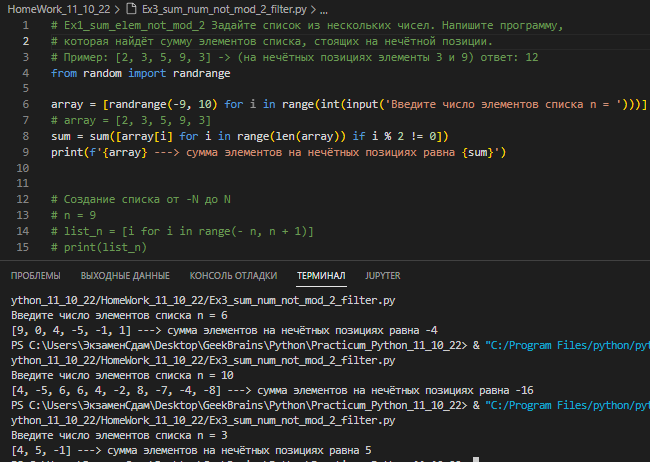 HomeWork_11_10_22 > Ex3_sum_num_not_mod_2_filter.py > ...
1 # Ex1_sum_elem_not_mod_2 Задайте список из нескольких чисел. Напишите программу,
2 # которая найдёт сумму элементов списка, стоящих на нечётной позиции.
3 # Пример: [2, 3, 5, 9, 3] -> (на нечётных позициях элементы 3 и 9) ответ: 12
4 from random import randrange
5
6 array = [randrange(-9, 10) for i in range(int(input('Введите число элементов списка n = ')))]
7 # array = [2, 3, 5, 9, 3]
8 sum = sum([array[i] for i in range(len(array)) if i % 2 != 0])
9 print(f'{array} ---> сумма элементов на нечётных позициях равна {sum}')
10
11
12 # Создание списка от -N до N
13 # n = 9
14 # list_n = [i for i in range(- n, n + 1)]
15 # print(list_n)
ПРОБЛЕМЫ ВЫХОДНЫЕ ДАННЫЕ КОНСОЛЬ ОТЛАДКИ ТЕРМИНАЛ JUPYTER
ython_11_10_22/HomeWork_11_10_22/Ex3_sum_num_not_mod_2_filter.py
Введите число элементов списка n = 6
[9, 0, 4, -5, -1, 1] ---> сумма элементов на нечётных позициях равна -4
PS C:\Users\ЭкзаменСдам\Desktop\GeekBrains\Python\Practicum_Python_11_10_22> & "C:/Program Files/python/pyt
ython_11_10_22/HomeWork_11_10_22/Ex3_sum_num_not_mod_2_filter.py
Введите число элементов списка n = 10
[4, -5, 6, 6, 4, -2, 8, -7, -4, -8] ---> сумма элементов на нечётных позициях равна -16
PS C:\Users\ЭкзаменСдам\Desktop\GeekBrains\Python\Practicum_Python_11_10_22> & "C:/Program Files/python/pyt
ython_11_10_22/HomeWork_11_10_22/Ex3_sum_num_not_mod_2_filter.py
Введите число элементов списка n = 3
[4, 5, -1] ---> сумма элементов на нечётных позициях равна 5